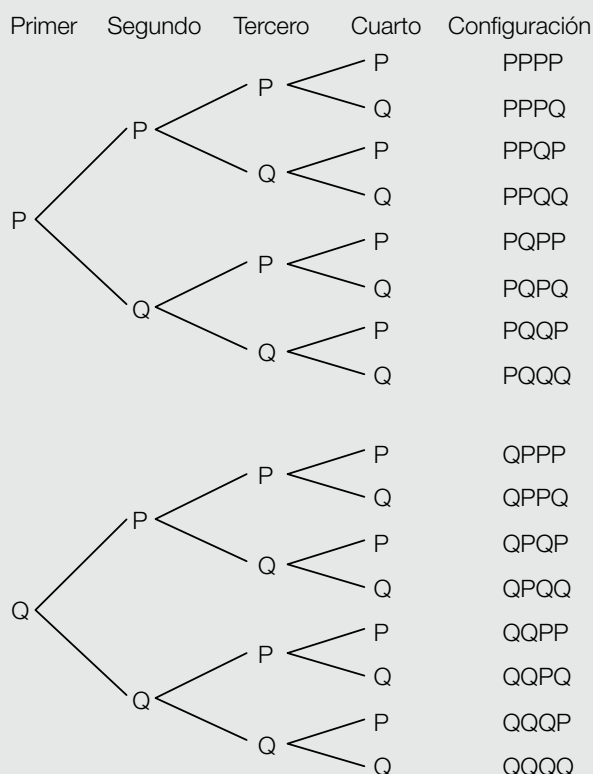 Primer Segundo Tercero Cuarto Configuración
P PPPP
P
Q PPPQ
P
P PPQP
Q
Q PPQQ
P
P PQPP
P
Q PQPQ
Q
P PQQP
Q
Q PQQQ
P QPPP
P
Q QPPQ
P
P QPQP
Q
Q QPQQ
Q
P QQPP
P
Q QQPQ
Q
P QQQP
Q
Q QQQQ